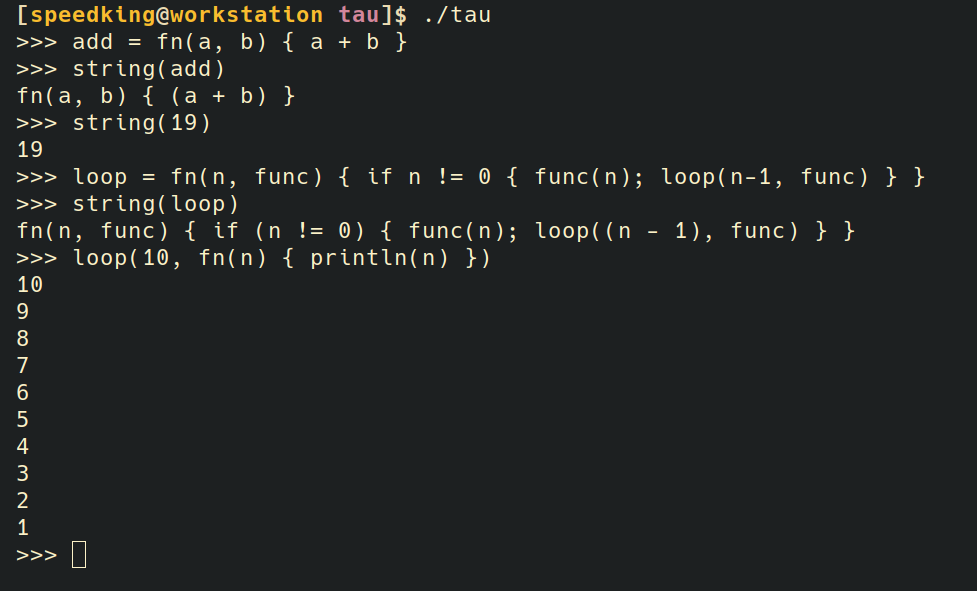 [speedking@workstation tau]$ ./tau
>>> add = fn(a, b) { a + b }
>>> string(add)
fn(a, b) { (a + b) }
>>> string(19)
19
>>> loop = fn(n, func) { if n != 0 { func(n); loop(n-1, func) } }
>>> string(loop)
fn(n, func) { if (n != 0) { func(n); loop((n - 1), func) } }
>>> loop(10, fn(n) { println(n) })
10
9
8
7
6
5
4
3
2
1
>>>